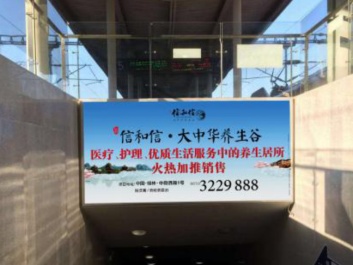 信和信
信和信·大中华养生谷
医疗、护理、优质生活服务中的养生居所
火热加推销售
3229 888